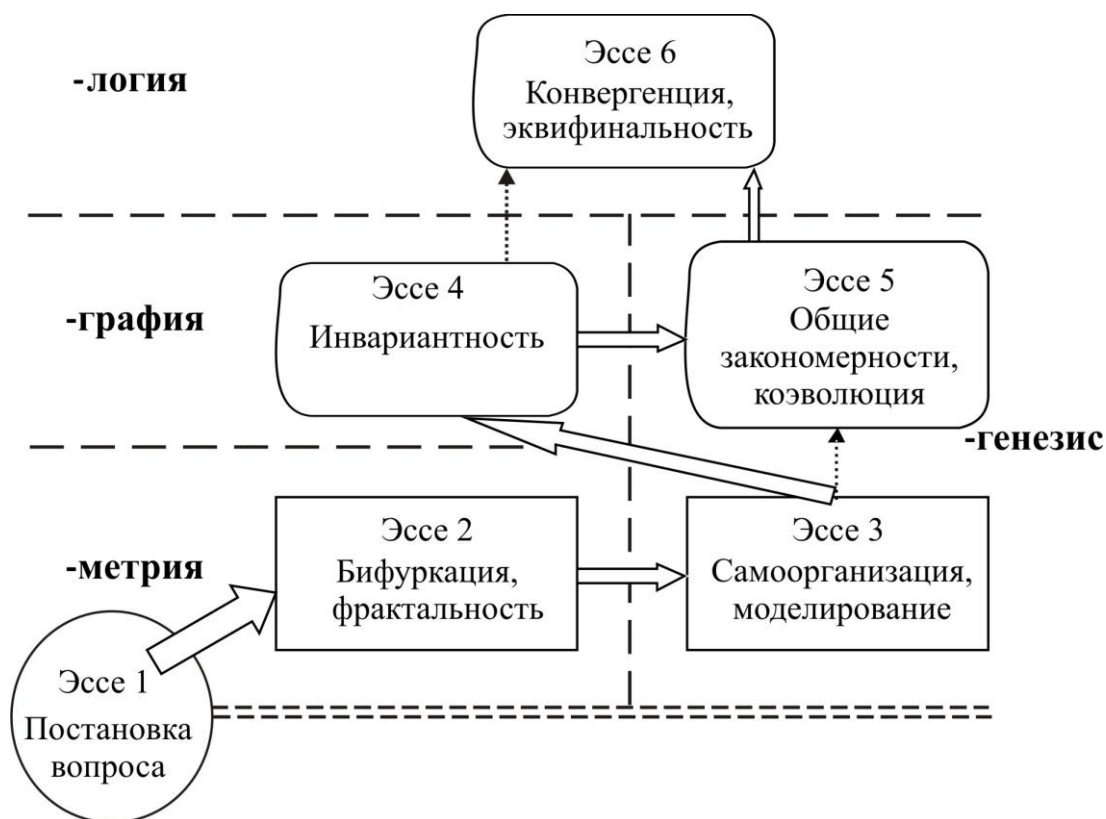 -логия
Эссе 6
Конвергенция,
эквифинальность
-графия
Эссе 4
Инвариантность
Эссе 5
Общие
закономерности,
коэволюция
-генезис
-метрия
Эссе 2
Бифуркация,
фрактальность
Эссе 3
Самоорганизация,
моделирование
Эссе 1
Постановка
вопроса